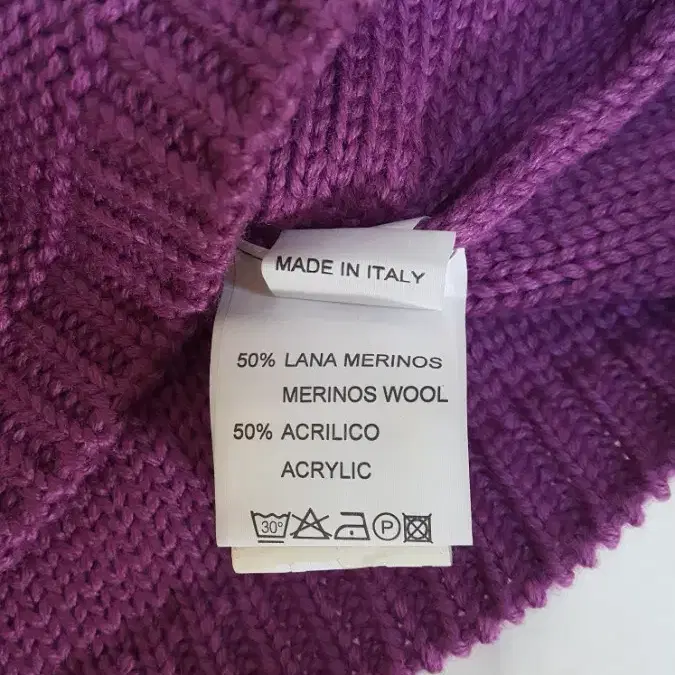 MADE IN ITALY
50% LANA MERINOS
MERINOS WOOL
50% ACRILICO
ACRYLIC
30° P